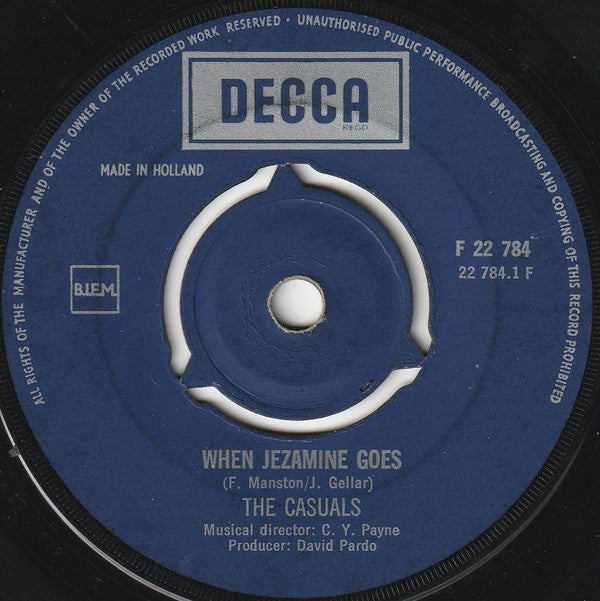 ALL RIGHTS OF THE MANUFACTURER AND OF THE OWNER OF THE RECORDED WORK RESERVED • UNAUTHORISED PUBLIC PERFORMANCE BROADCASTING AND COPYING OF THIS RECORD PROHIBITED
DECCA
REGD
MADE IN HOLLAND
F 22 784
22 784.1 F
B.I.E.M.
WHEN JEZAMINE GOES
(F. Manston/J. Gellar)
THE CASUALS
Musical director: C. Y. Payne
Producer: David Pardo